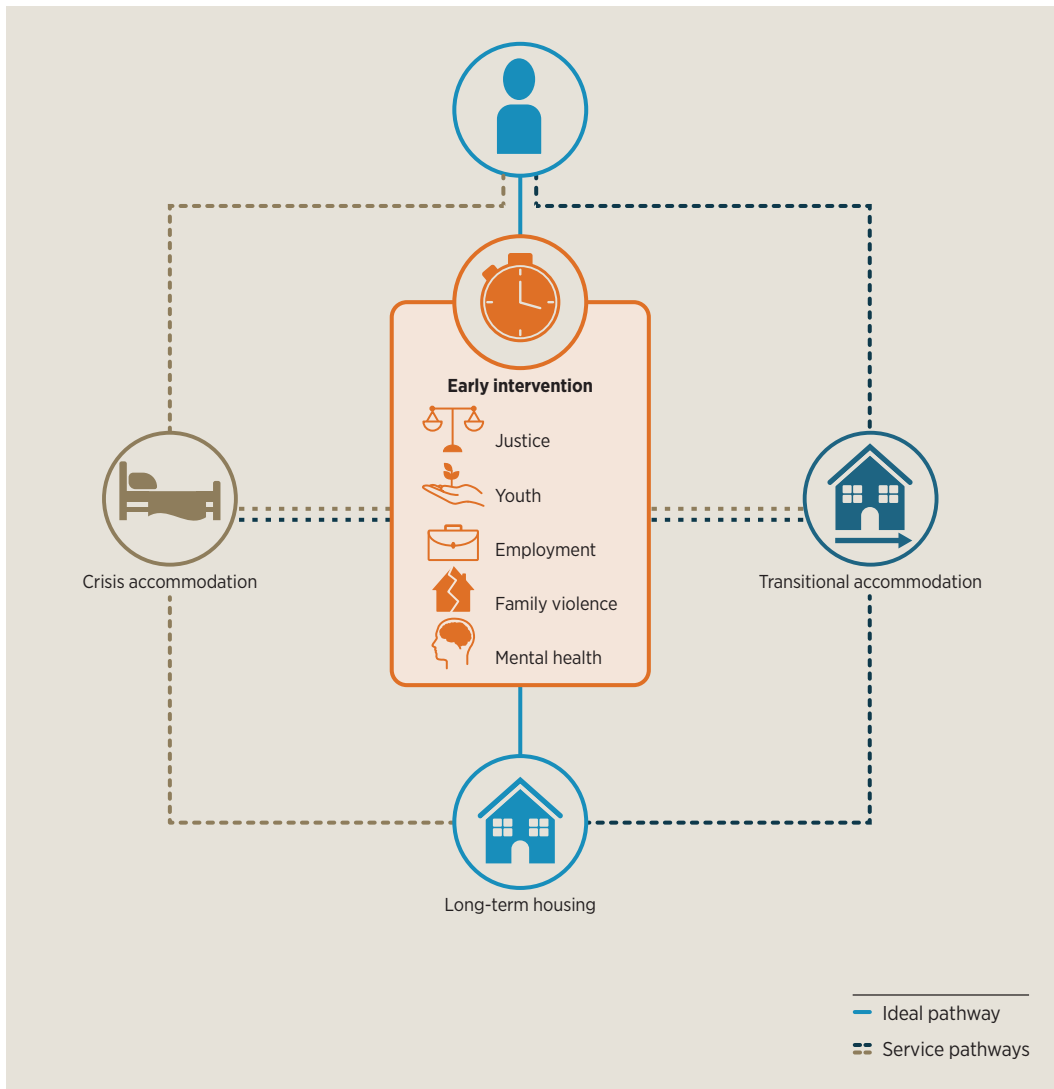 Early intervention
Justice
Youth
Employment
Family violence
Mental health
Crisis accommodation
Transitional accommodation
Long-term housing
Ideal pathway
Service pathways